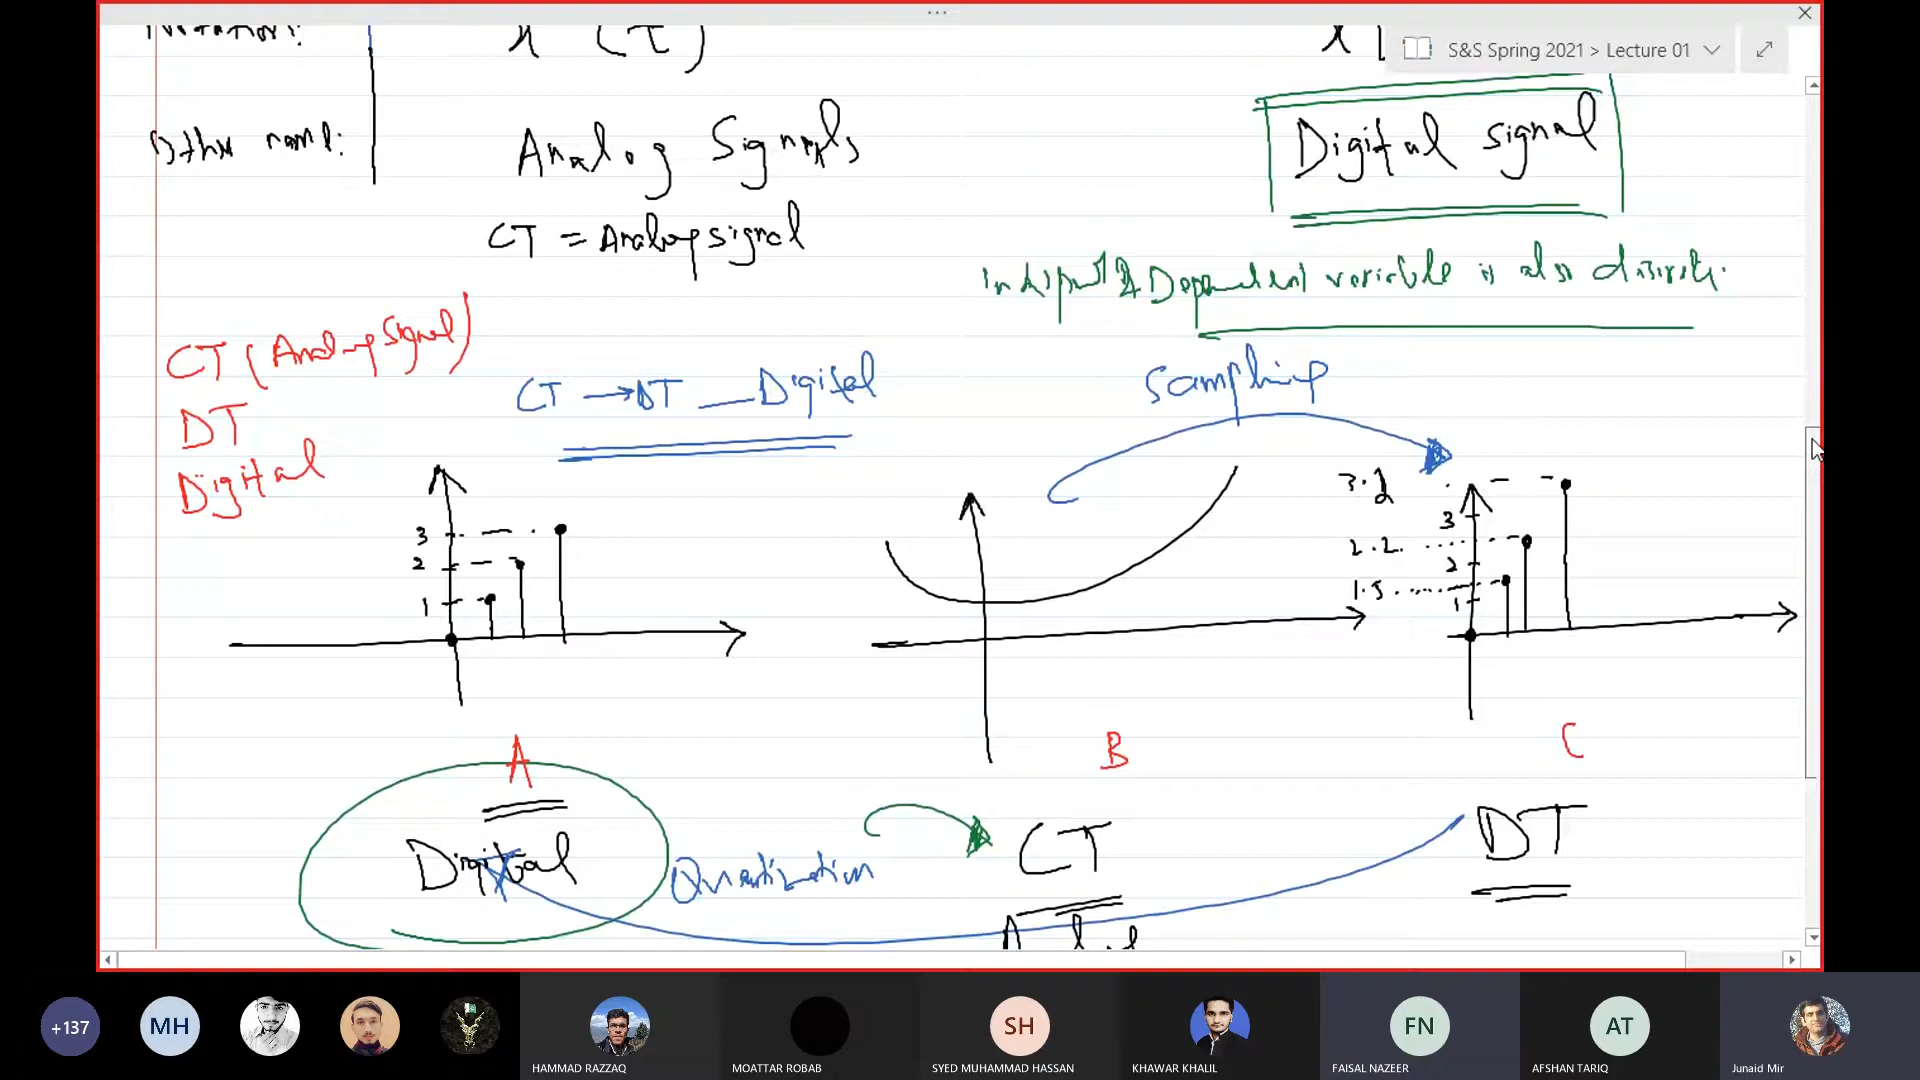 Notation:
x (t)
x [
S&S Spring 2021 > Lecture 01
Other name:
Analog Signals
Digital signal
CT = Analog signal
Independent & Dependent variable is also discrete.
CT (Analog Signal)
DT
Digital
CT → DT — Digital
Sampling
3
2
1
3.2
3
2.2
2
1.5
1
A
B
C
Digital
Quantization
CT
DT
+137
MH
SH
FN
AT
HAMMAD RAZZAQ
MOATTAR ROBAB
SYED MUHAMMAD HASSAN
KHAWAR KHALIL
FAISAL NAZEER
AFSHAN TARIQ
Junaid Mir